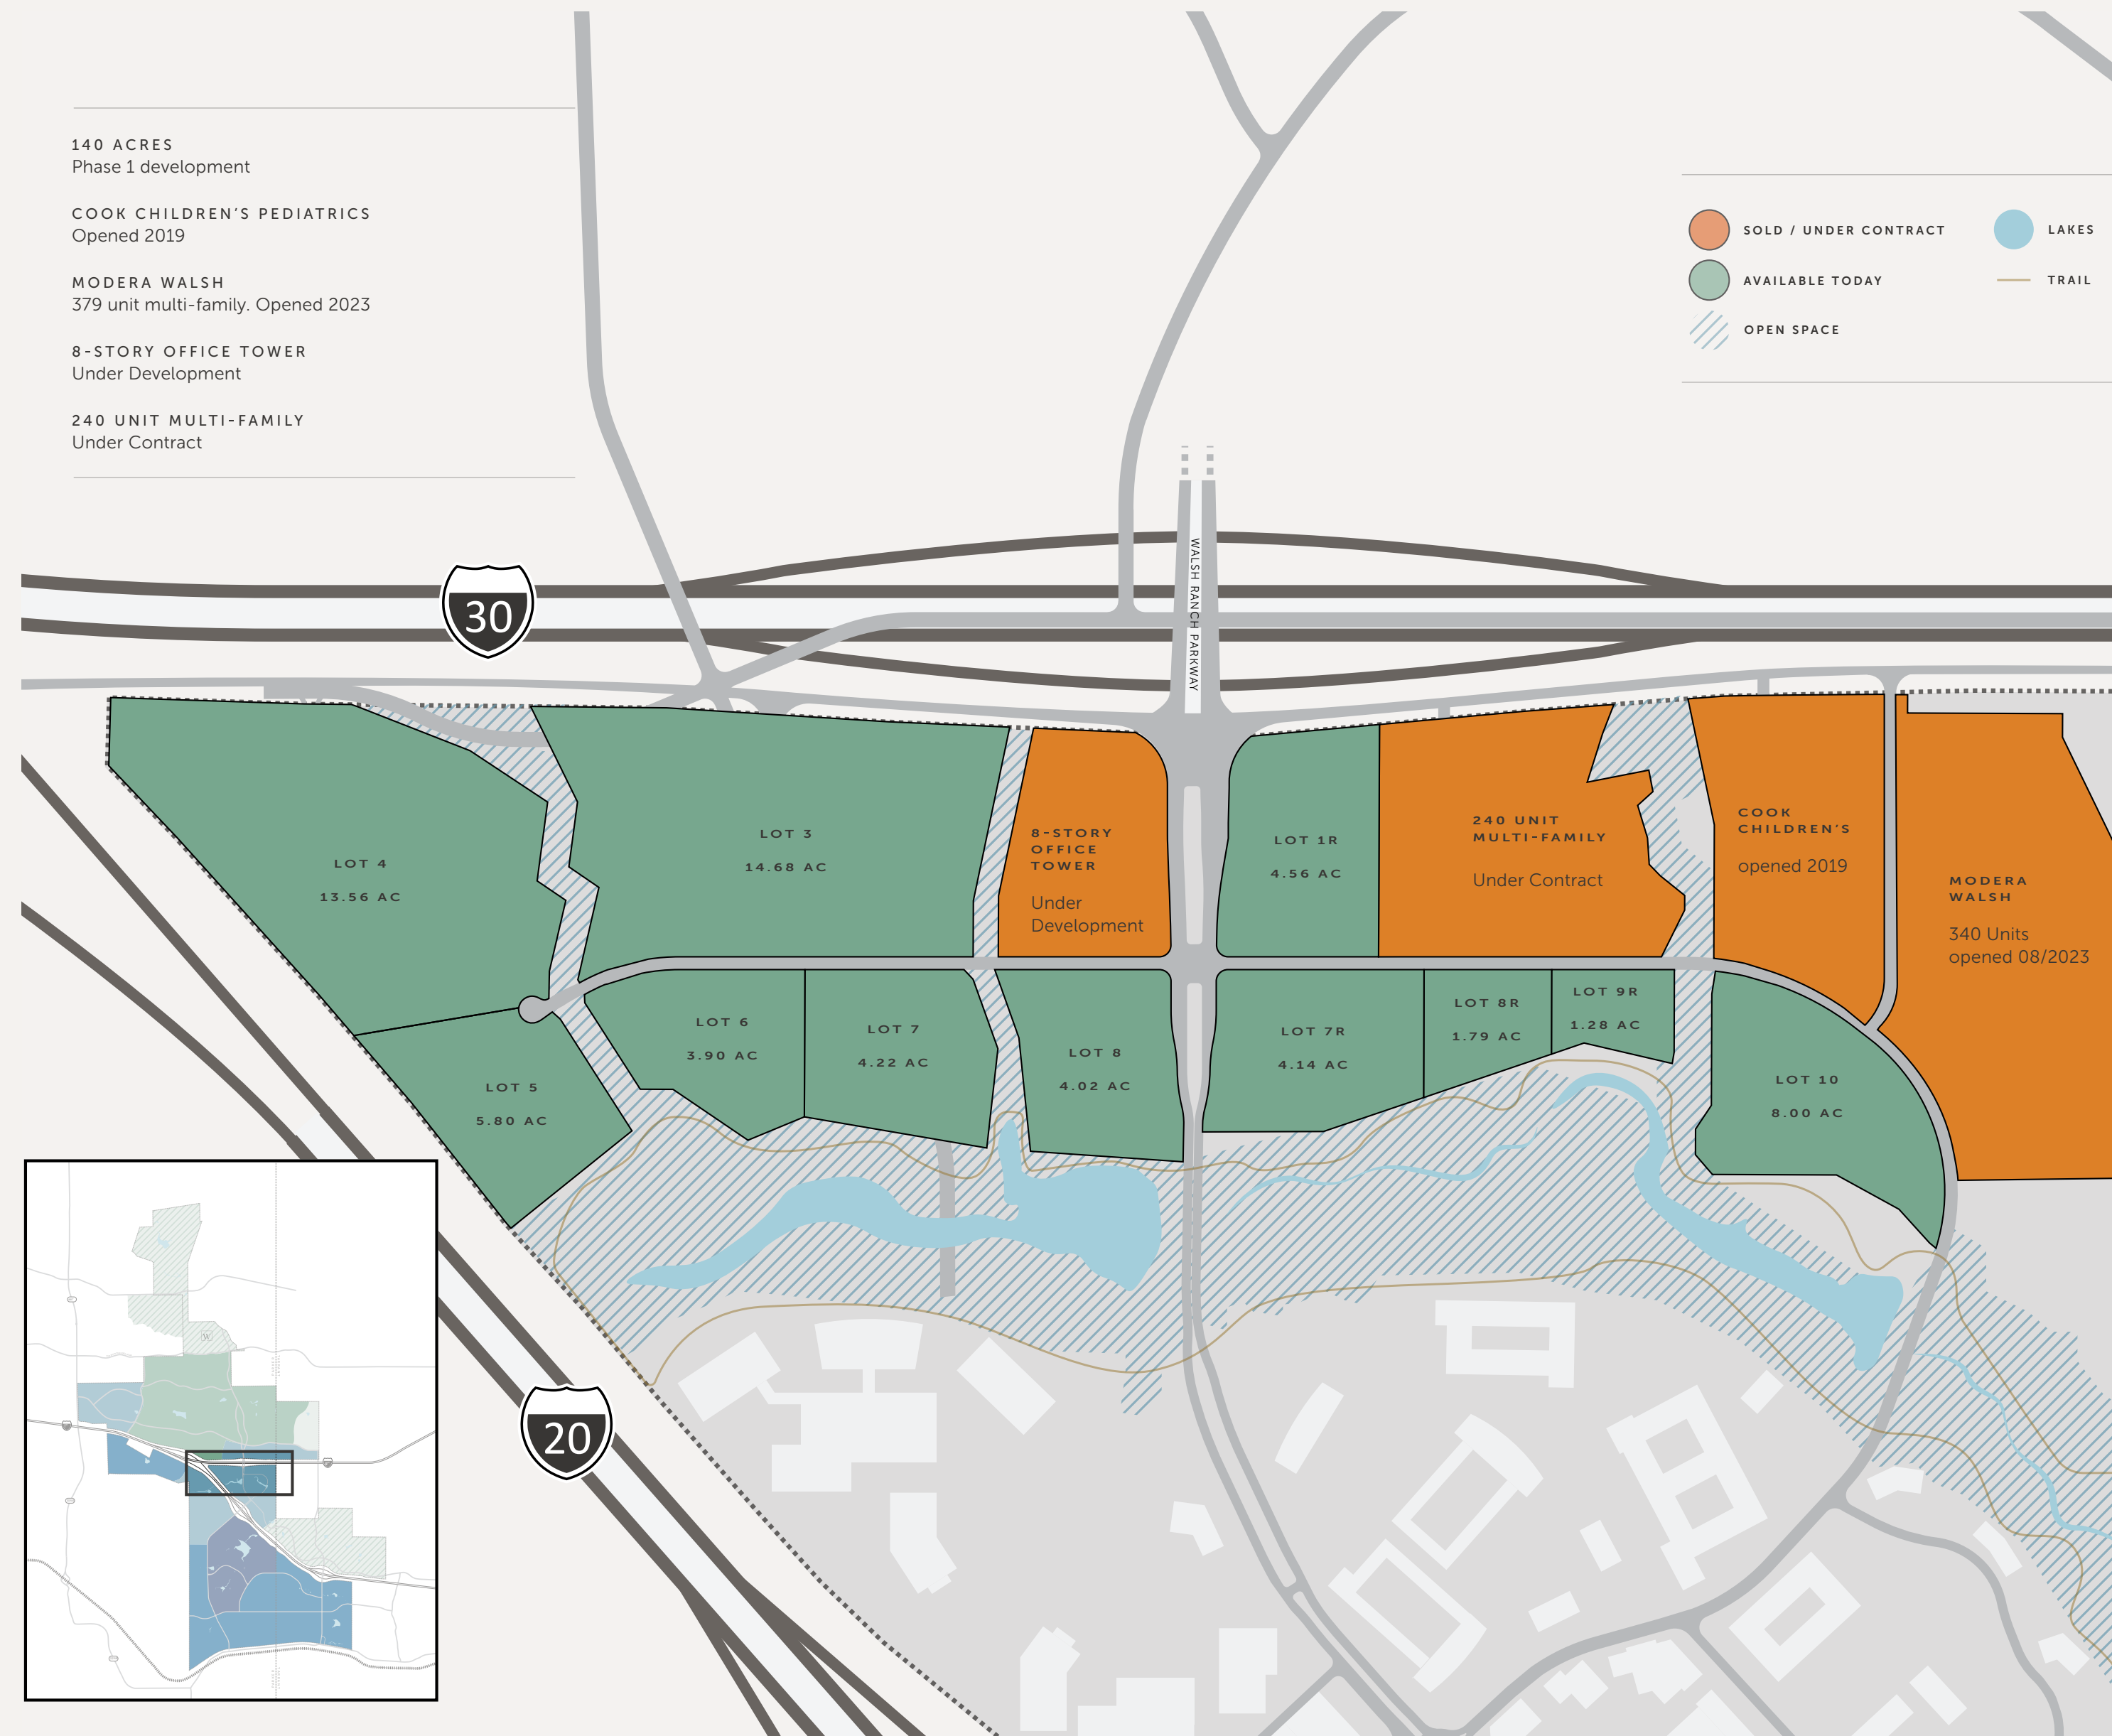 140 ACRES
Phase 1 development
COOK CHILDREN'S PEDIATRICS
Opened 2019
MODERA WALSH
379 unit multi-family. Opened 2023
8-STORY OFFICE TOWER
Under Development
240 UNIT MULTI-FAMILY
Under Contract
SOLD / UNDER CONTRACT
LAKES
AVAILABLE TODAY
TRAIL
OPEN SPACE
WALSH RANCH PARKWAY
30
LOT 4
13.56 AC
LOT 3
14.68 AC
8-STORY
OFFICE
TOWER
Under
Development
LOT 1R
4.56 AC
240 UNIT
MULTI-FAMILY
Under Contract
COOK
CHILDREN'S
opened 2019
MODERA
WALSH
340 Units
opened 08/2023
LOT 5
5.80 AC
LOT 6
3.90 AC
LOT 7
4.22 AC
LOT 8
4.02 AC
LOT 7R
4.14 AC
LOT 8R
1.79 AC
LOT 9R
1.28 AC
LOT 10
8.00 AC
20
W